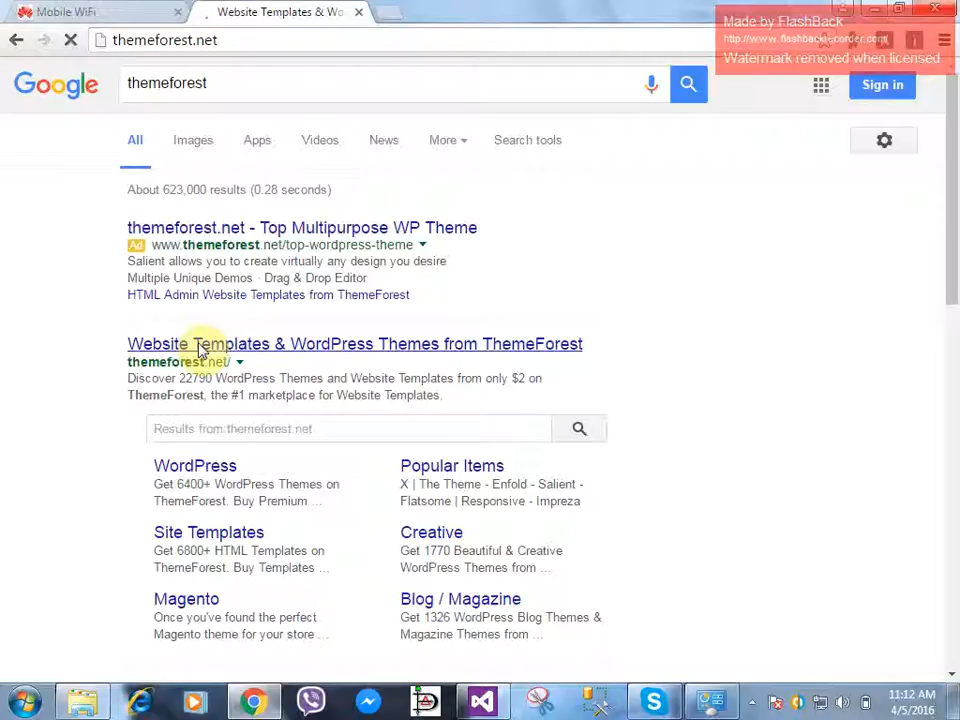 Mobile WiFi
Website Templates & Wo
Made by FlashBack
http://www.flashbackrecorder.com/
Watermark removed when licensed
themeforest.net
Google
themeforest
Sign in
All Images Apps Videos News More Search tools
About 623,000 results (0.28 seconds)
themeforest.net - Top Multipurpose WP Theme
Ad www.themeforest.net/top-wordpress-theme
Salient allows you to create virtually any design you desire
Multiple Unique Demos · Drag & Drop Editor
HTML Admin Website Templates from ThemeForest
Website Templates & WordPress Themes from ThemeForest
themeforest.net/
Discover 22790 WordPress Themes and Website Templates from only $2 on
ThemeForest, the #1 marketplace for Website Templates.
Results from themeforest.net
WordPress
Get 6400+ WordPress Themes on
ThemeForest. Buy Premium ...
Popular Items
X | The Theme - Enfold - Salient -
Flatsome | Responsive - Impreza
Site Templates
Get 6800+ HTML Templates on
ThemeForest. Buy Templates ...
Creative
Get 1770 Beautiful & Creative
WordPress Themes from ...
Magento
Once you've found the perfect
Magento theme for your store ...
Blog / Magazine
Get 1326 WordPress Blog Themes &
Magazine Themes from ...
11:12 AM
4/5/2016